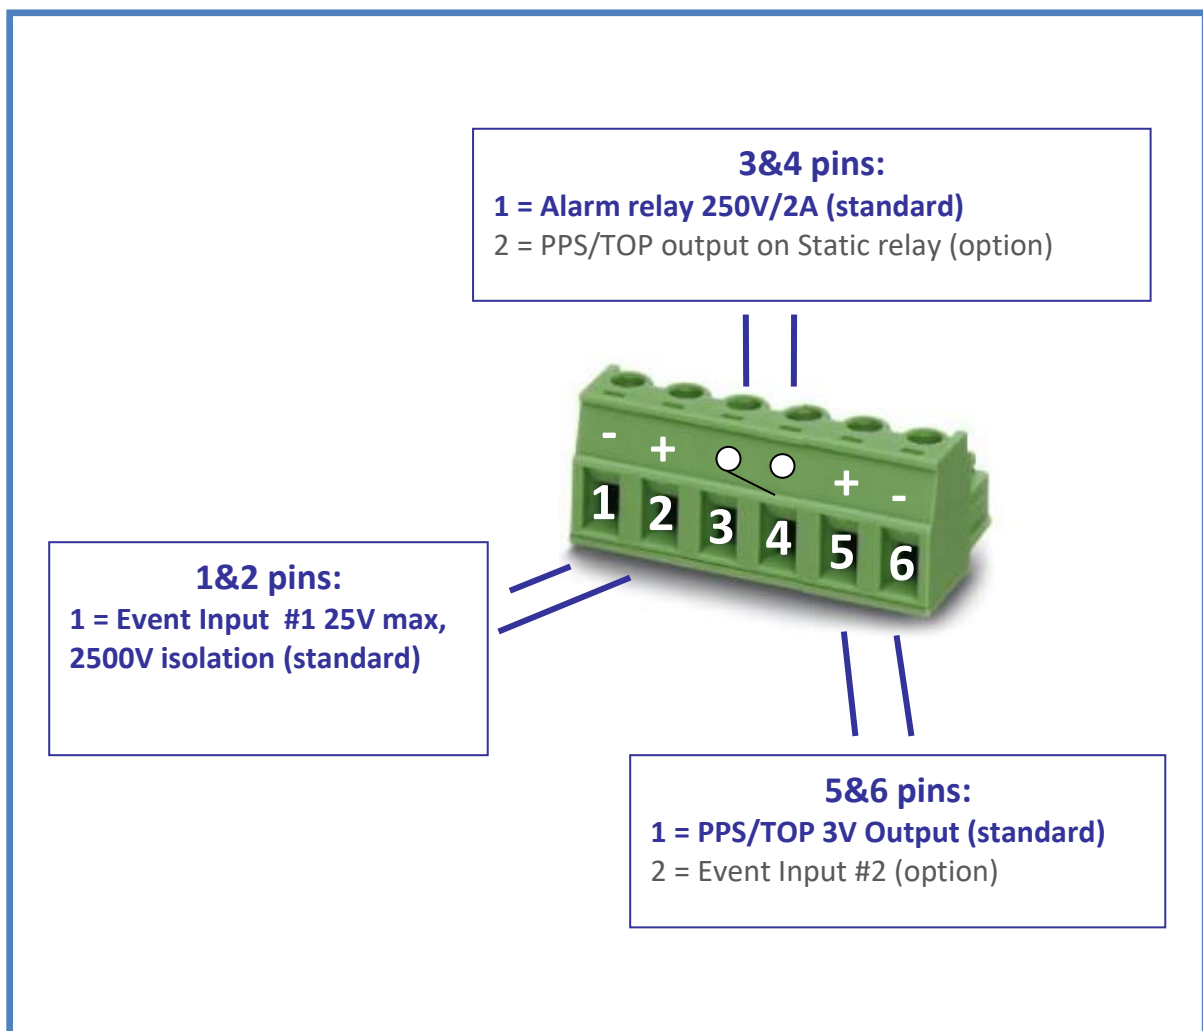 3&4 pins:
1 = Alarm relay 250V/2A (standard)
2 = PPS/TOP output on Static relay (option)
- + + -
1 2 3 4 5 6
1&2 pins:
1 = Event Input #1 25V max,
2500V isolation (standard)
5&6 pins:
1 = PPS/TOP 3V Output (standard)
2 = Event Input #2 (option)